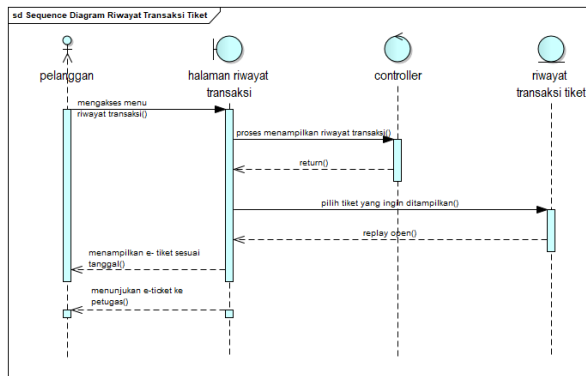 sd Sequence Diagram Riwayat Transaksi Tiket
pelanggan
halaman riwayat
transaksi
controller
riwayat
transaksi tiket
mengakses menu
riwayat transaksi()
proses menampilkan riwayat transaksi()
return()
pilih tiket yang ingin ditampilkan()
replay open()
menampilkan e- tiket sesuai
tanggal()
menunjukan e-ticket ke
petugas()